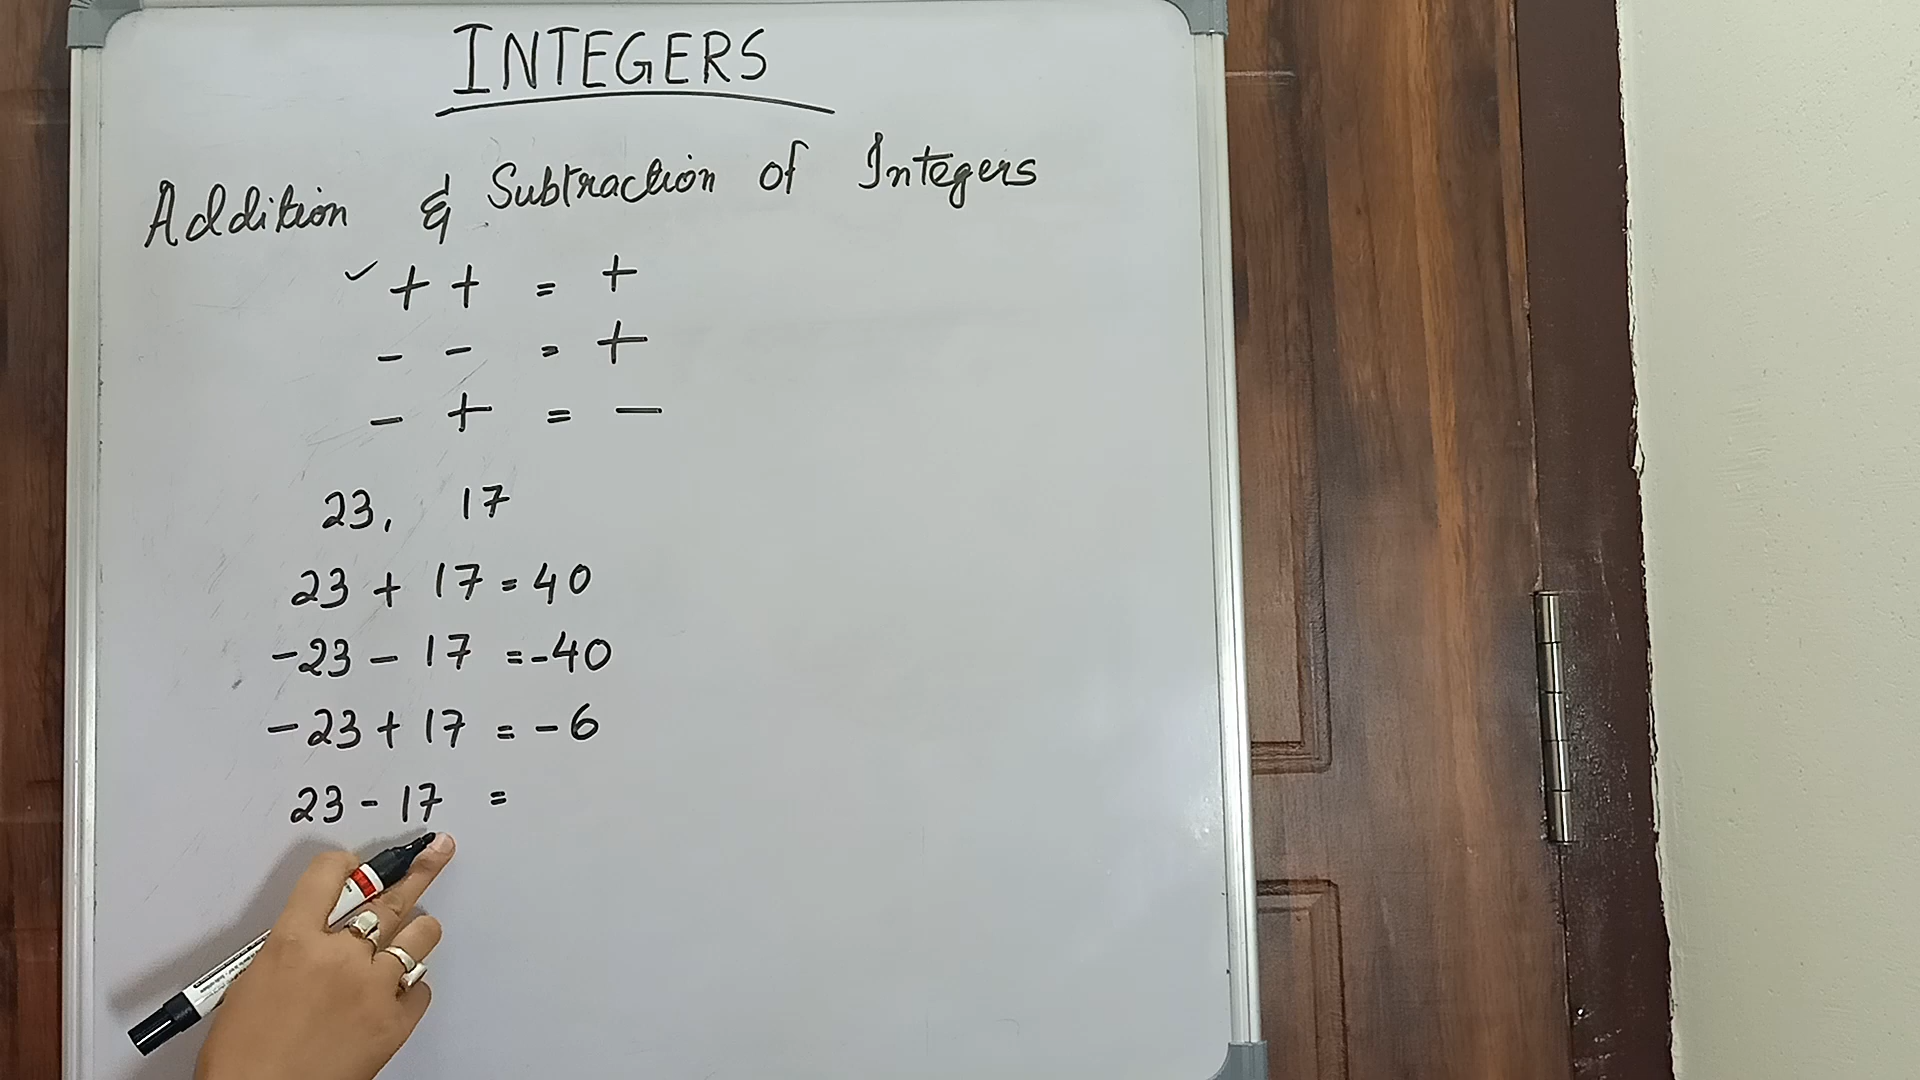 INTEGERS
Addition & Subtraction of Integers
✓ + + = +
- - = +
- + = -
23, 17
23 + 17 = 40
-23 - 17 = -40
-23 + 17 = -6
23 - 17 =